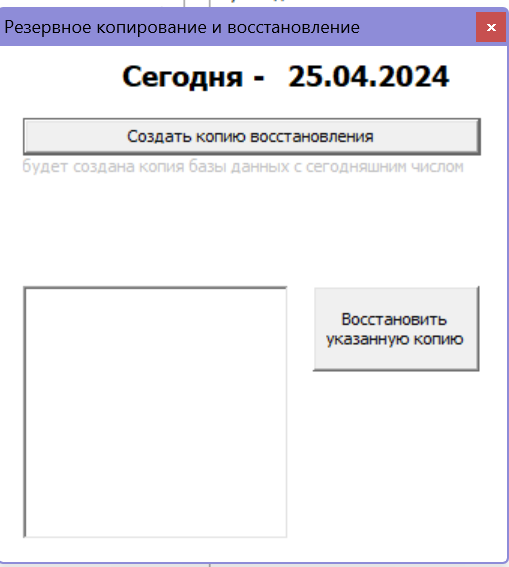 Резервное копирование и восстановление
Сегодня - 25.04.2024
Создать копию восстановления
будет создана копия базы данных с сегодняшним числом
Восстановить
указанную копию